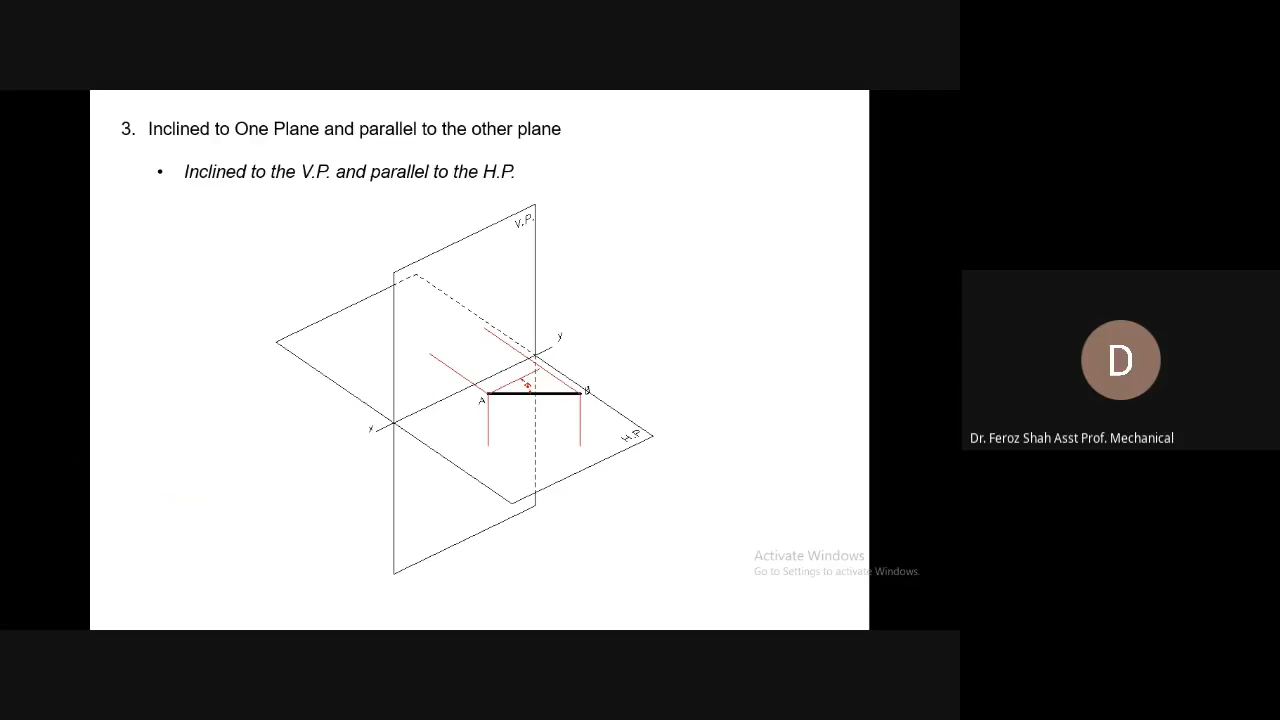 3. Inclined to One Plane and parallel to the other plane
• Inclined to the V.P. and parallel to the H.P.
V.P.
y
A
B
x
H.P.
D
Dr. Feroz Shah Asst Prof. Mechanical
Activate Windows
Go to Settings to activate Windows.